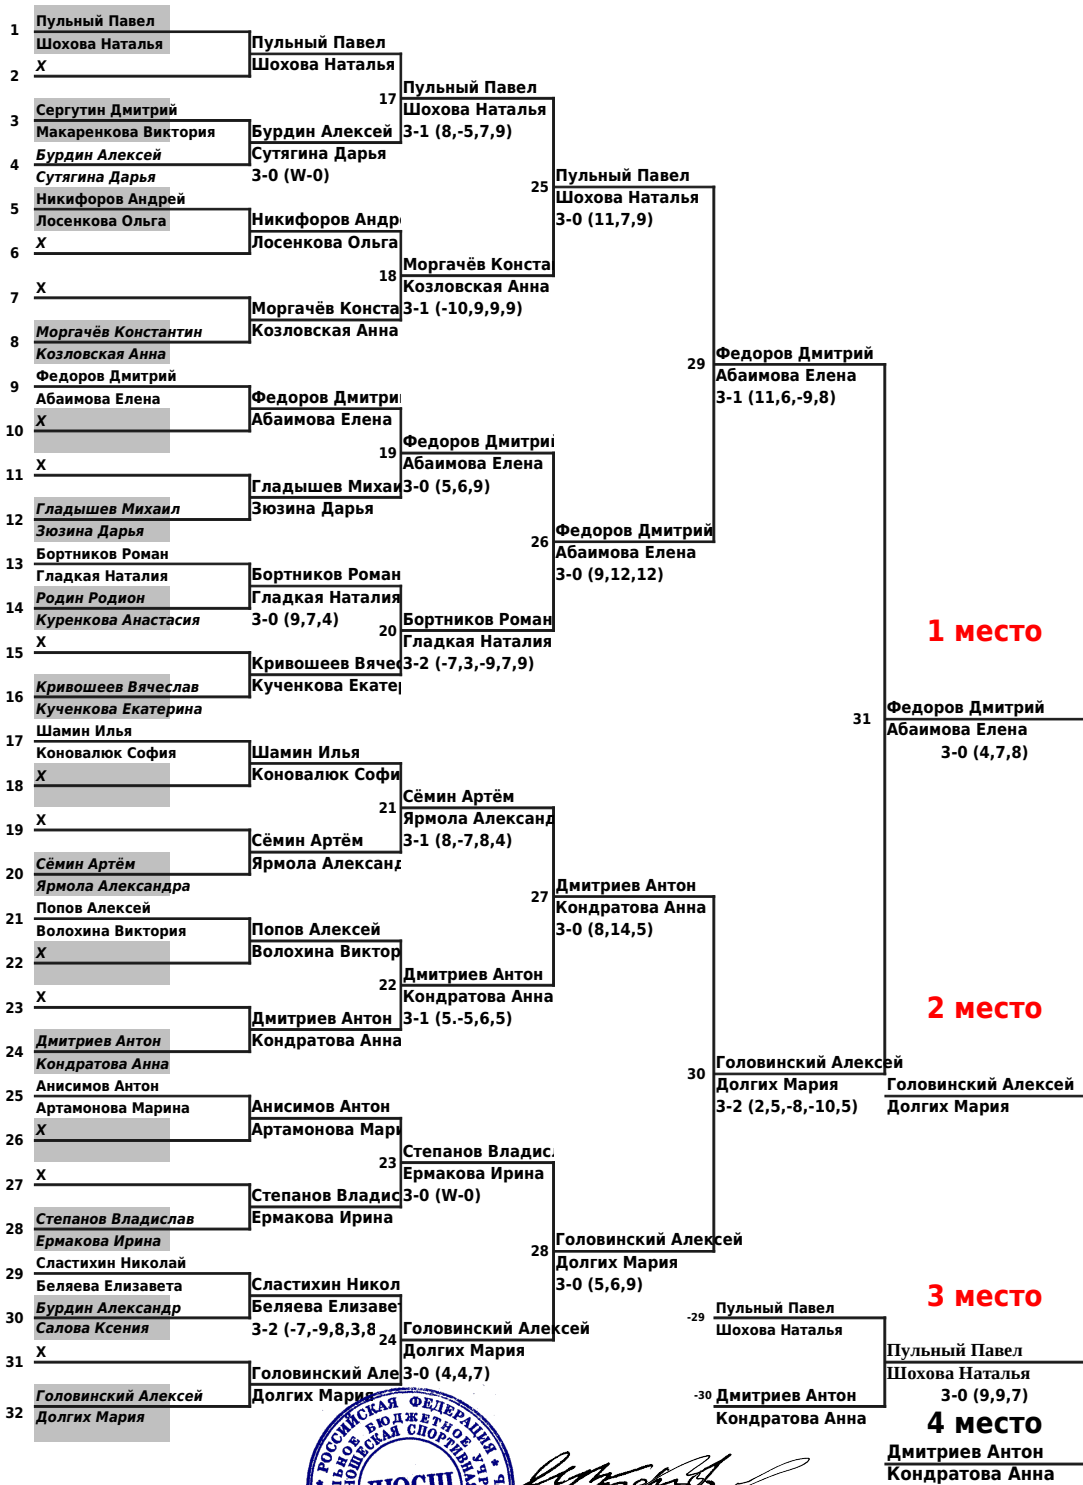 1
Пульный Павел
Шохова Наталья
2
X
3
Сергутин Дмитрий
Макаренкова Виктория
4
Бурдин Алексей
Сутягина Дарья
5
Никифоров Андрей
Лосенкова Ольга
6
X
7
X
8
Моргачёв Константин
Козловская Анна
9
Федоров Дмитрий
Абаимова Елена
10
X
11
X
12
Гладышев Михаил
Зюзина Дарья
13
Бортников Роман
Гладкая Наталия
14
Родин Родион
Куренкова Анастасия
15
X
16
Кривошеев Вячеслав
Кученкова Екатерина
17
Шамин Илья
Коновалюк София
18
X
19
X
20
Сёмин Артём
Ярмола Александра
21
Попов Алексей
Волохина Виктория
22
X
23
X
24
Дмитриев Антон
Кондратова Анна
25
Анисимов Антон
Артамонова Марина
26
X
27
X
28
Степанов Владислав
Ермакова Ирина
29
Сластихин Николай
Беляева Елизавета
30
Бурдин Александр
Салова Ксения
31
X
32
Головинский Алексей
Долгих Мария
Пульный Павел
Шохова Наталья
17
Бурдин Алексей
Сутягина Дарья
3-0 (W-0)
Никифоров Андр
Лосенкова Ольга
18
Моргачёв Конста
Козловская Анна
Федоров Дмитри
Абаимова Елена
19
Гладышев Михаи
Зюзина Дарья
Бортников Роман
Гладкая Наталия
3-0 (9,7,4)
20
Кривошеев Вячес
Кученкова Екатер
Шамин Илья
Коновалюк Софи
21
Сёмин Артём
Ярмола Александ
Попов Алексей
Волохина Виктор
22
Дмитриев Антон
Кондратова Анна
Анисимов Антон
Артамонова Мари
23
Степанов Владис
Ермакова Ирина
Сластихин Никол
Беляева Елизавет
3-2 (-7,-9,8,3,8
24
Головинский Але
Долгих Мария
Пульный Павел
Шохова Наталья
3-1 (8,-5,7,9)
25
Моргачёв Конста
Козловская Анна
3-1 (-10,9,9,9)
Федоров Дмитрий
Абаимова Елена
3-0 (5,6,9)
26
Бортников Роман
Гладкая Наталия
3-2 (-7,3,-9,7,9)
Сёмин Артём
Ярмола Александ
3-1 (8,-7,8,4)
27
Дмитриев Антон
Кондратова Анна
3-1 (5.-5,6,5)
Степанов Владисл
Ермакова Ирина
3-0 (W-0)
28
Головинский Алексей
Долгих Мария
3-0 (4,4,7)
Пульный Павел
Шохова Наталья
3-0 (11,7,9)
29
Федоров Дмитрий
Абаимова Елена
3-0 (9,12,12)
Дмитриев Антон
Кондратова Анна
3-0 (8,14,5)
30
Головинский Алексей
Долгих Мария
3-0 (5,6,9)
Федоров Дмитрий
Абаимова Елена
3-1 (11,6,-9,8)
31
Головинский Алексей
Долгих Мария
3-2 (2,5,-8,-10,5)
1 место
Федоров Дмитрий
Абаимова Елена
3-0 (4,7,8)
2 место
Головинский Алексей
Долгих Мария
-29
Пульный Павел
Шохова Наталья
-30
Дмитриев Антон
Кондратова Анна
3 место
Пульный Павел
Шохова Наталья
3-0 (9,9,7)
4 место
Дмитриев Антон
Кондратова Анна
РОССИЙСКАЯ ФЕДЕРАЦИЯ
БЮДЖЕТНОЕ
СПОРТИВНАЯ
ДЮСШ